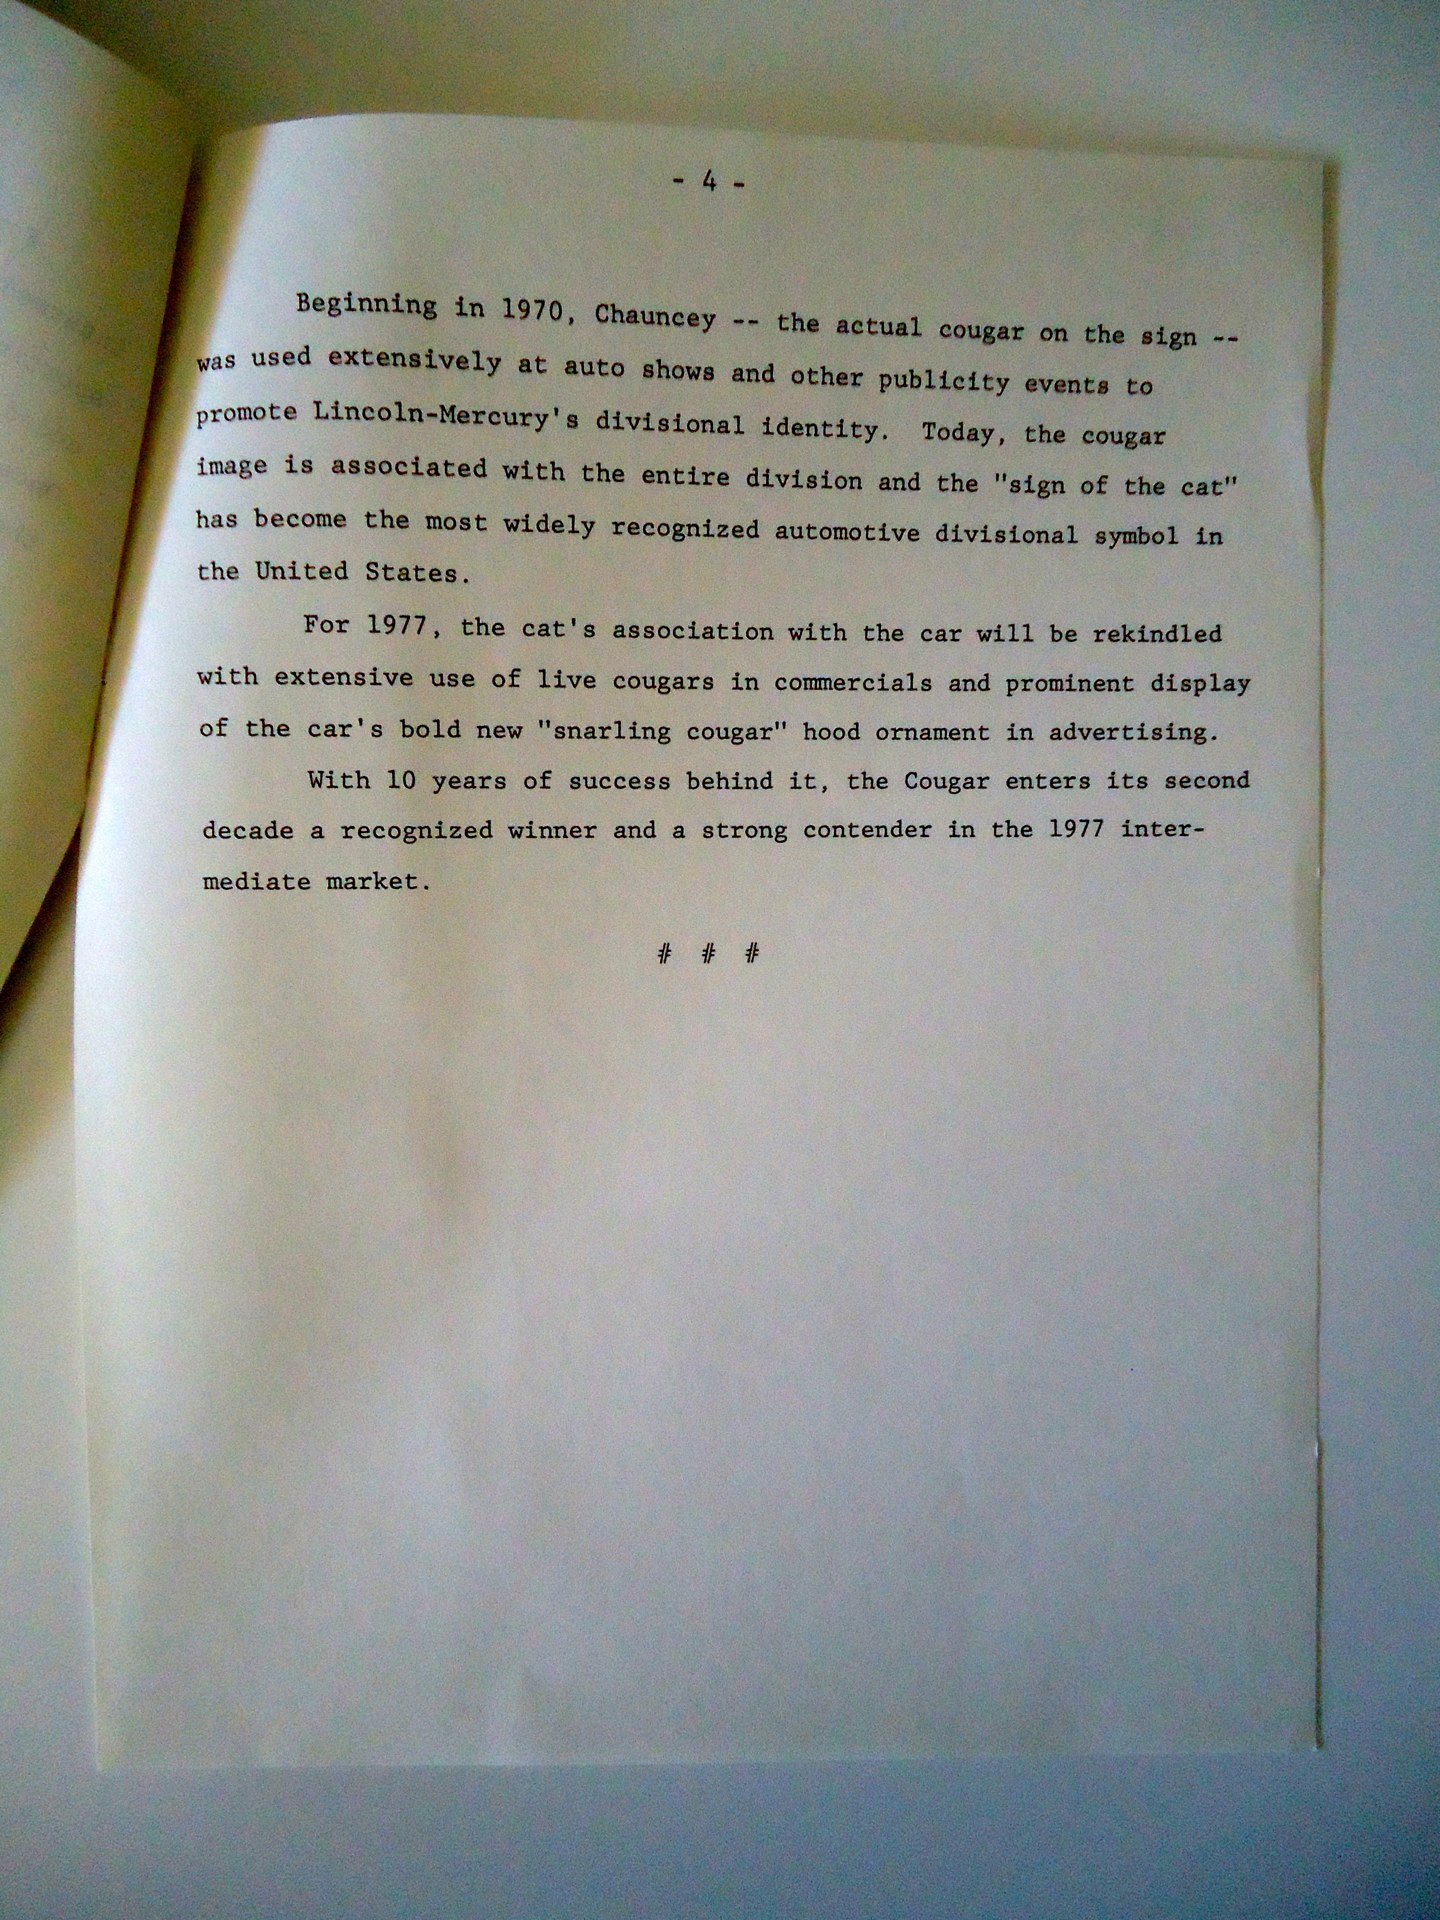 - 4 -
Beginning in 1970, Chauncey -- the actual cougar on the sign --
was used extensively at auto shows and other publicity events to
promote Lincoln-Mercury's divisional identity.  Today, the cougar
image is associated with the entire division and the "sign of the cat"
has become the most widely recognized automotive divisional symbol in
the United States.
For 1977, the cat's association with the car will be rekindled
with extensive use of live cougars in commercials and prominent display
of the car's bold new "snarling cougar" hood ornament in advertising.
With 10 years of success behind it, the Cougar enters its second
decade a recognized winner and a strong contender in the 1977 inter-
mediate market.
# # #